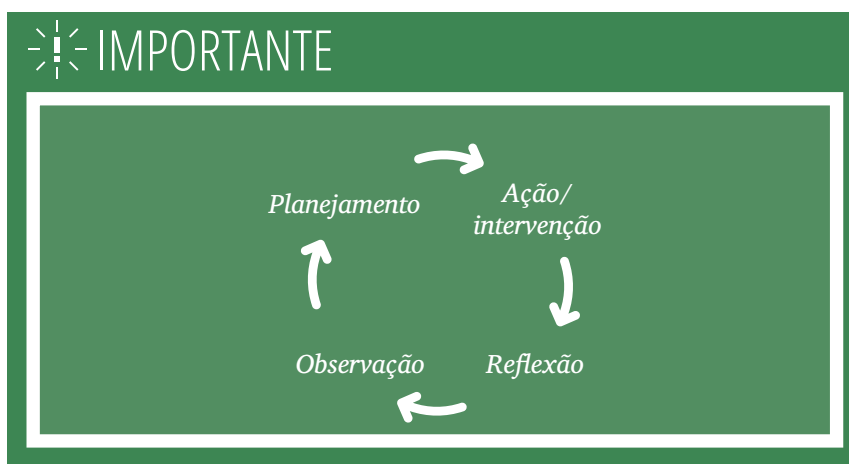 IMPORTANTE
Planejamento
Ação/
intervenção
Observação
Reflexão